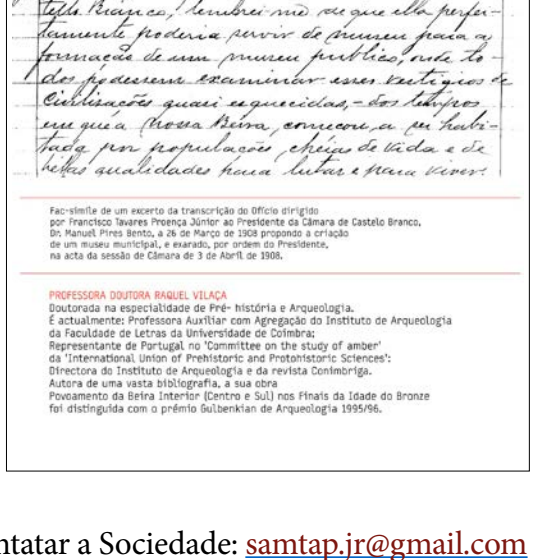 tello Branco, lembrei-me de que ella perfei-
tamente poderia servir de museu para a
formação de um museu publico, onde to-
dos podessem examinar esses vestigios de
Civilisações quasi esquecidas, - dos tempos
em que a nossa Beira, começou, a ser habi-
tada por populações, cheias de vida e de
bellas qualidades para luctar e para viver.
Fac-simile de um excerto da transcrição do Ofício dirigido
por Francisco Tavares Proença Júnior ao Presidente da Câmara de Castelo Branco,
Dr. Manuel Pires Bento, a 26 de Março de 1908 propondo a criação
de um museu municipal, e exarado, por ordem do Presidente,
na acta da sessão de Câmara de 3 de Abril de 1908.
PROFESSORA DOUTORA RAQUEL VILAÇA
Doutorada na especialidade de Pré- história e Arqueologia.
É actualmente: Professora Auxiliar com Agregação do Instituto de Arqueologia
da Faculdade de Letras da Universidade de Coimbra;
Representante de Portugal no 'Committee on the study of amber'
da 'International Union of Prehistoric and Protohistoric Sciences':
Directora do Instituto de Arqueologia e da revista Conimbriga.
Autora de uma vasta bibliografia, a sua obra
Povoamento da Beira Interior (Centro e Sul) nos Finais da Idade do Bronze
foi distinguida com o prémio Gulbenkian de Arqueologia 1995/96.
ntatar a Sociedade: samtap.jr@gmail.com